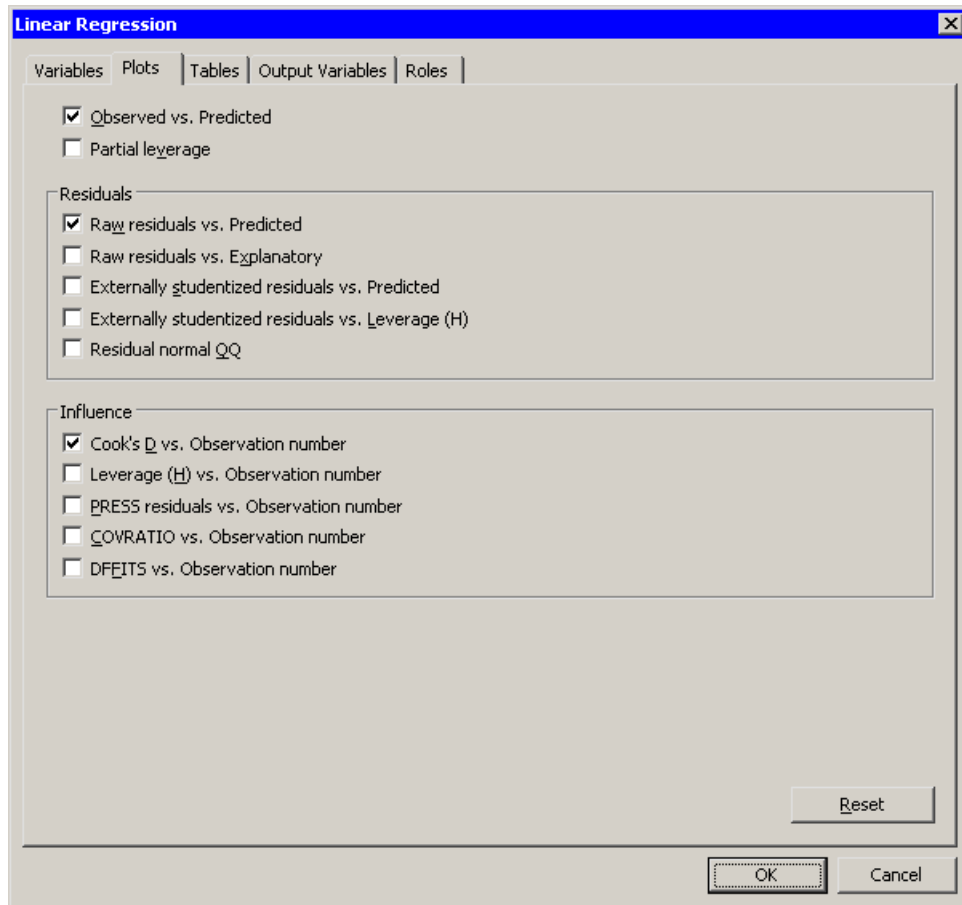 Linear Regression
Variables Plots Tables Output Variables Roles
Observed vs. Predicted
Partial leverage
Residuals
Raw residuals vs. Predicted
Raw residuals vs. Explanatory
Externally studentized residuals vs. Predicted
Externally studentized residuals vs. Leverage (H)
Residual normal QQ
Influence
Cook's D vs. Observation number
Leverage (H) vs. Observation number
PRESS residuals vs. Observation number
COVRATIO vs. Observation number
DFFITS vs. Observation number
Reset
OK Cancel